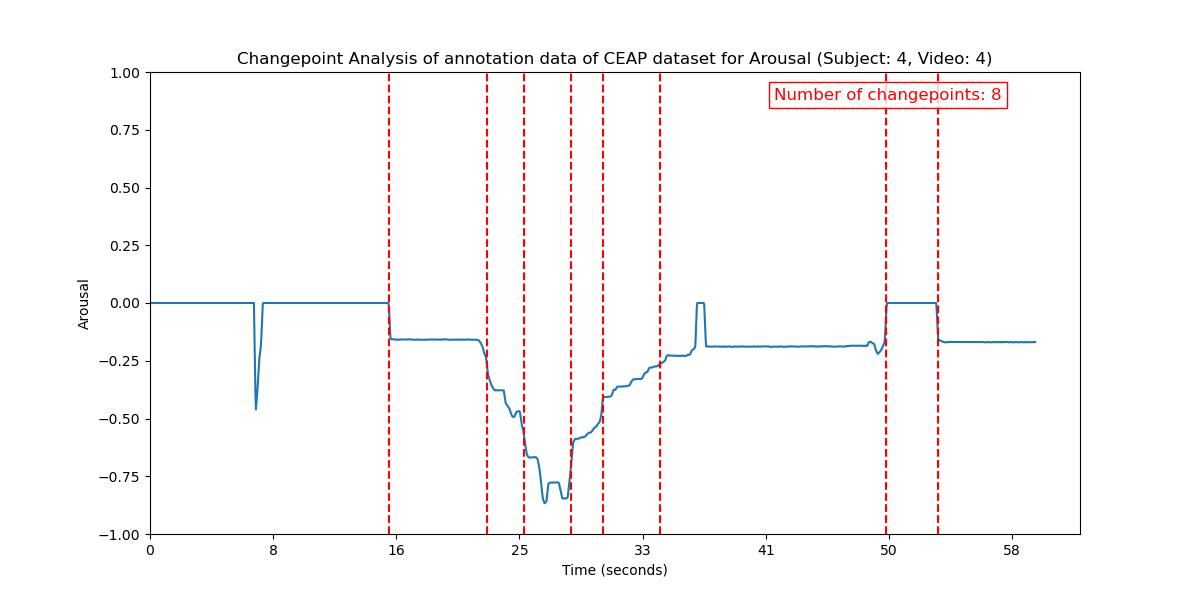 Changepoint Analysis of annotation data of CEAP dataset for Arousal (Subject: 4, Video: 4)
Number of changepoints: 8
1.00
0.75
0.50
0.25
0.00
−0.25
−0.50
−0.75
−1.00
Arousal
0 8 16 25 33 41 50 58
Time (seconds)